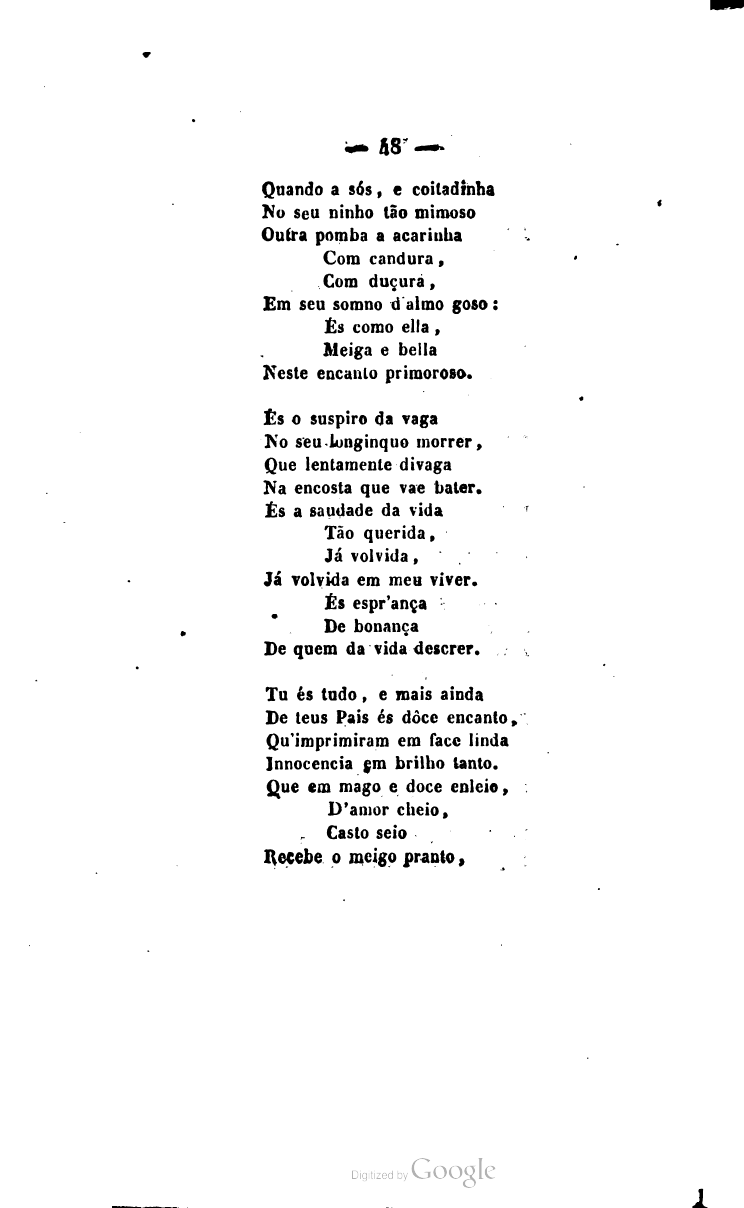 — 48 —
Quando a sós, e coitadinha
No seu ninho tão mimoso
Outra pomba a acarinha
Com candura,
Com duçura,
Em seu somno d'almo goso:
És como ella,
Meiga e bella
Neste encanto primoroso.
És o suspiro da vaga
No seu longinquo morrer,
Que lentamente divaga
Na encosta que vae bater.
És a saudade da vida
Tão querida,
Já volvida,
Já volvida em meu viver.
És espr'ança
De bonança
De quem da vida descrer.
Tu és tudo, e mais ainda
De teus Pais és dôce encanto,
Qu'imprimiram em face linda
Innocencia em brilho tanto.
Que em mago e doce enleio,
D'amor cheio,
Casto seio
Recebe o meigo pranto,
Digitized by Google